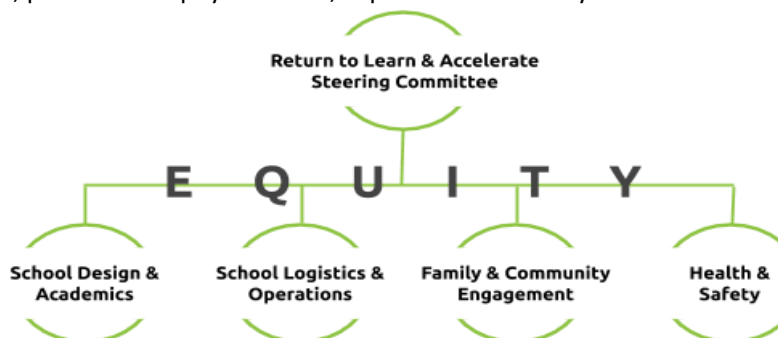 Return to Learn & Accelerate
Steering Committee
E Q U I T Y
School Design &
Academics
School Logistics &
Operations
Family & Community
Engagement
Health &
Safety